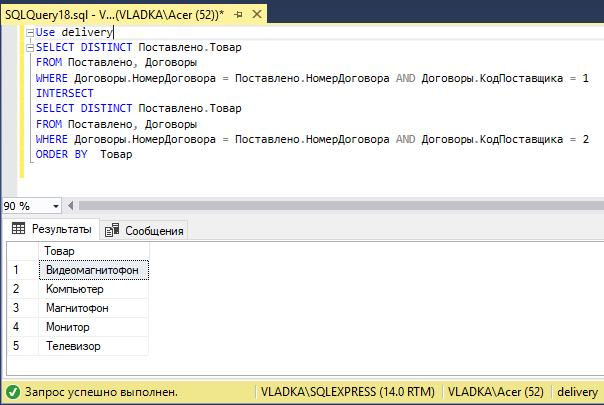 SQLQuery18.sql - V...(VLADKA\Acer (52))*
Use delivery
SELECT DISTINCT Поставлено.Товар
FROM Поставлено, Договоры
WHERE Договоры.НомерДоговора = Поставлено.НомерДоговора AND Договоры.КодПоставщика = 1
INTERSECT
SELECT DISTINCT Поставлено.Товар
FROM Поставлено, Договоры
WHERE Договоры.НомерДоговора = Поставлено.НомерДоговора AND Договоры.КодПоставщика = 2
ORDER BY  Товар
90 %
Результаты Сообщения
Товар
1 Видеомагнитофон
2 Компьютер
3 Магнитофон
4 Монитор
5 Телевизор
Запрос успешно выполнен. VLADKA\SQLEXPRESS (14.0 RTM) VLADKA\Acer (52) delivery